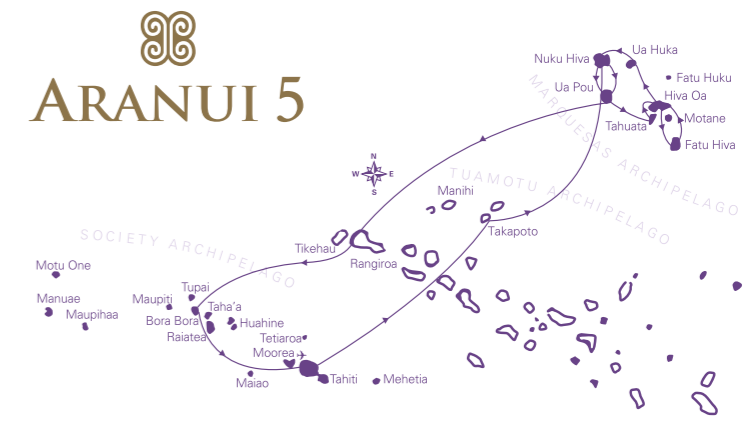 ARANUI 5
Ua Huka
Nuku Hiva
Fatu Huku
Ua Pou
Hiva Oa
Motane
Tahuata
Fatu Hiva
MARQUESAS ARCHIPELAGO
N
W E
S
TUAMOTU ARCHIPELAGO
Manihi
Takapoto
SOCIETY ARCHIPELAGO
Tikehau
Rangiroa
Motu One
Tupai
Manuae
Maupiti
Taha'a
Maupihaa
Bora Bora
Huahine
Raiatea
Tetiaroa
Moorea
Maiao
Tahiti
Mehetia